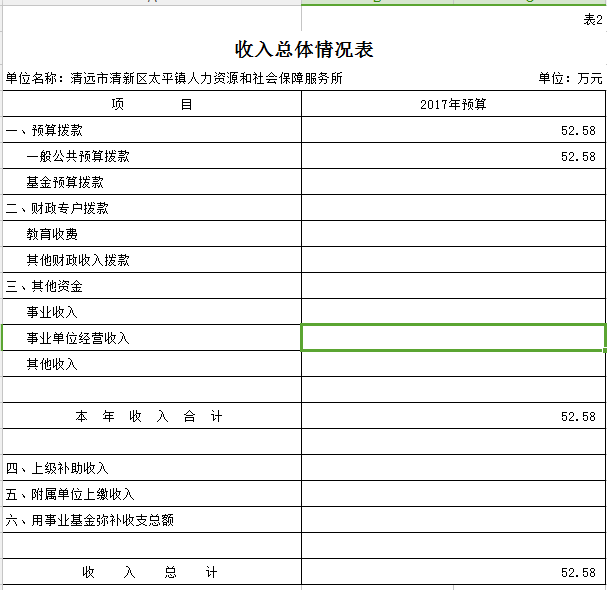 表2
收入总体情况表
单位名称：清远市清新区太平镇人力资源和社会保障服务所 单位：万元
项 目 2017年预算
一、预算拨款 52.58
一般公共预算拨款 52.58
基金预算拨款
二、财政专户拨款
教育收费
其他财政收入拨款
三、其他资金
事业收入
事业单位经营收入
其他收入
本 年 收 入 合 计 52.58
四、上级补助收入
五、附属单位上缴收入
六、用事业基金弥补收支总额
收 入 总 计 52.58